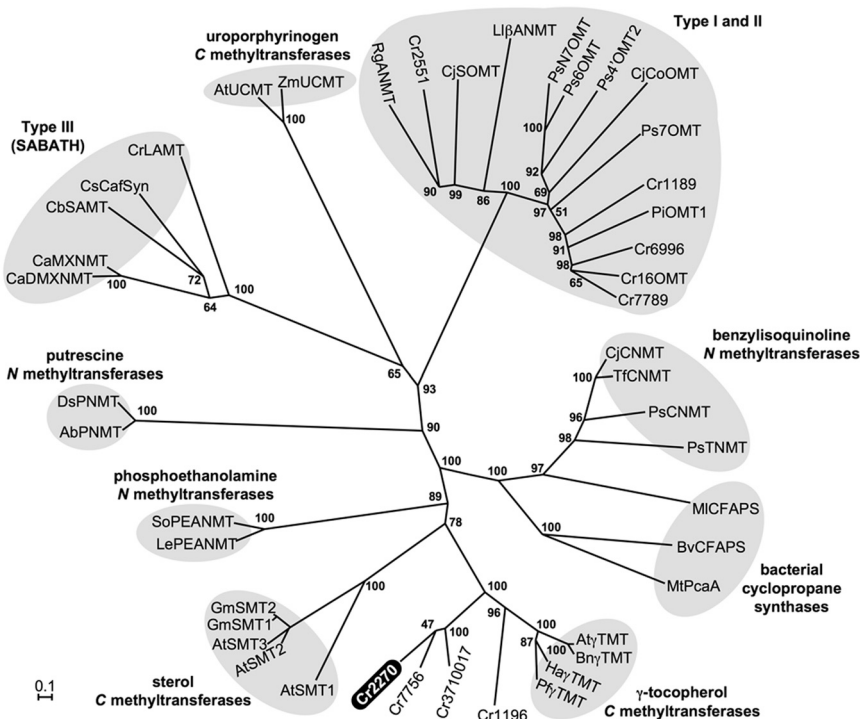 Type I and II
uroporphyrinogen
C methyltransferases
AtUCMT
ZmUCMT
100
RgANMT
Cr2551
CjSOMT
LlβANMT
PsN7OMT
Ps6OMT
Ps4'OMT2
CjCoOMT
Ps7OMT
Cr1189
PiOMT1
Cr6996
Cr16OMT
Cr7789
100
92
69
97
51
98
91
98
65
90
99
86
100
Type III
(SABATH)
CrLAMT
CsCafSyn
CbSAMT
CaMXNMT
CaDMXNMT
100
72
64
100
65
93
90
putrescine
N methyltransferases
DsPNMT
AbPNMT
100
benzylisoquinoline
N methyltransferases
CjCNMT
TfCNMT
PsCNMT
PsTNMT
100
96
98
97
100
100
MlCFAPS
BvCFAPS
MtPcaA
100
bacterial
cyclopropane
synthases
phosphoethanolamine
N methyltransferases
SoPEANMT
LePEANMT
100
89
78
GmSMT2
GmSMT1
AtSMT3
AtSMT2
AtSMT1
100
sterol
C methyltransferases
100
96
47
100
100
87
100
Cr2270
Cr7756
Cr3710017
Cr1196
AtγTMT
BnγTMT
HaγTMT
PfγTMT
γ-tocopherol
C methyltransferases
0.1